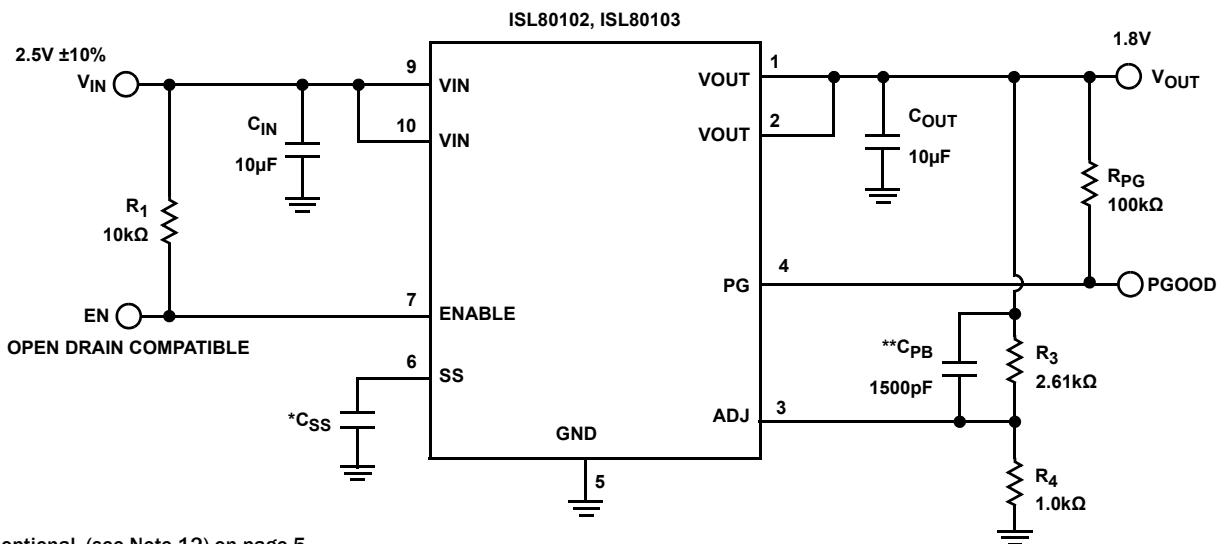 ISL80102, ISL80103
2.5V ±10%
VIN
9
VIN
10
VIN
CIN
10µF
R1
10kΩ
EN
7
ENABLE
OPEN DRAIN COMPATIBLE
6
SS
*CSS
GND
5
1
VOUT
2
VOUT
1.8V
VOUT
COUT
10µF
RPG
100kΩ
4
PG
PGOOD
**CPB
1500pF
R3
2.61kΩ
3
ADJ
R4
1.0kΩ
optional, (see Note 12) on page 5